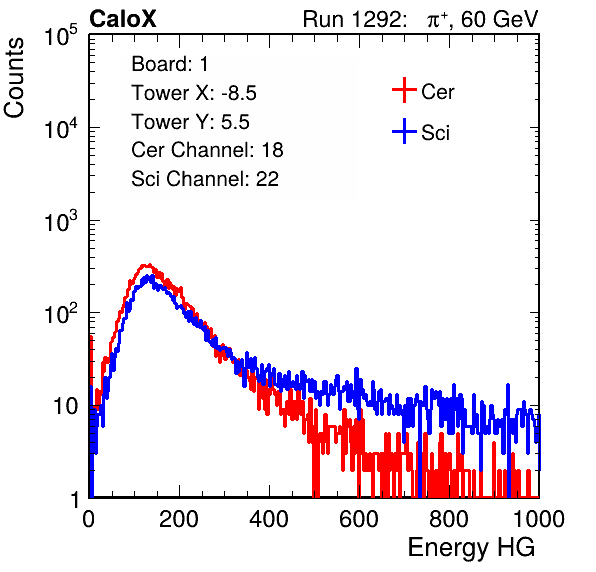 CaloX Run 1292: π⁺, 60 GeV
Counts
Board: 1
Tower X: -8.5
Tower Y: 5.5
Cer Channel: 18
Sci Channel: 22
Cer
Sci
10⁵
10⁴
10³
10²
10
1
0 200 400 600 800 1000
Energy HG